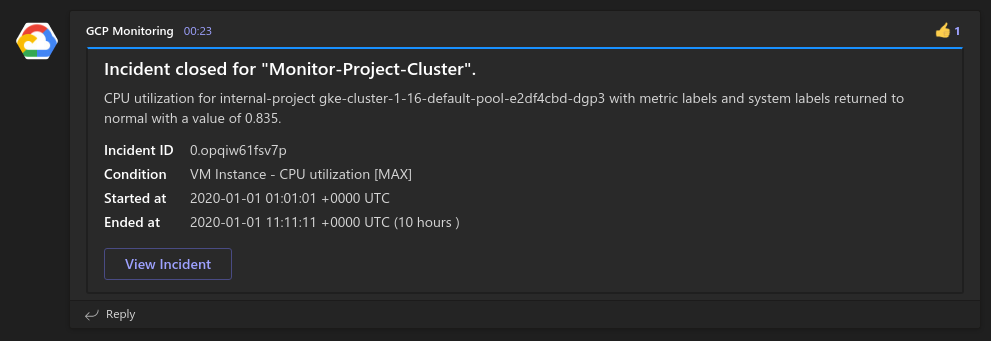 GCP Monitoring 00:23 👍 1
Incident closed for "Monitor-Project-Cluster".
CPU utilization for internal-project gke-cluster-1-16-default-pool-e2df4cbd-dgp3 with metric labels and system labels returned to
normal with a value of 0.835.
Incident ID 0.opqiw61fsv7p
Condition VM Instance - CPU utilization [MAX]
Started at 2020-01-01 01:01:01 +0000 UTC
Ended at 2020-01-01 11:11:11 +0000 UTC (10 hours )
View Incident
Reply